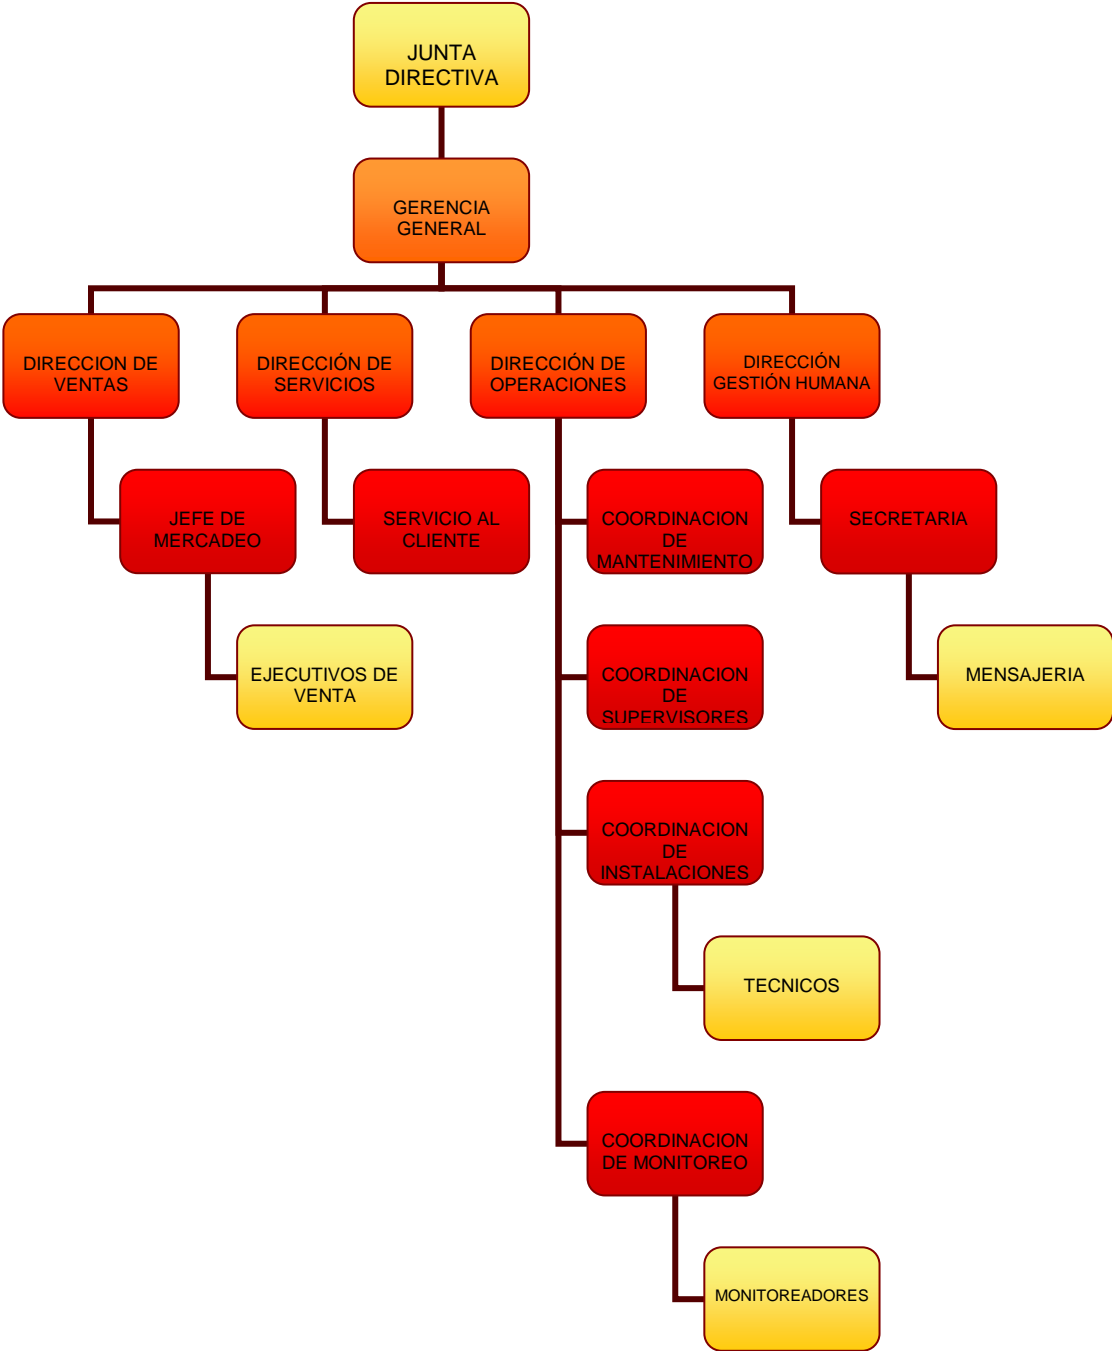 JUNTA
DIRECTIVA
GERENCIA
GENERAL
DIRECCION DE
VENTAS
DIRECCIÓN DE
SERVICIOS
DIRECCIÓN DE
OPERACIONES
DIRECCIÓN
GESTIÓN HUMANA
JEFE DE
MERCADEO
SERVICIO AL
CLIENTE
COORDINACION
DE
MANTENIMIENTO
SECRETARIA
EJECUTIVOS DE
VENTA
COORDINACION
DE
SUPERVISORES
MENSAJERIA
COORDINACION
DE
INSTALACIONES
TECNICOS
COORDINACION
DE MONITOREO
MONITOREADORES